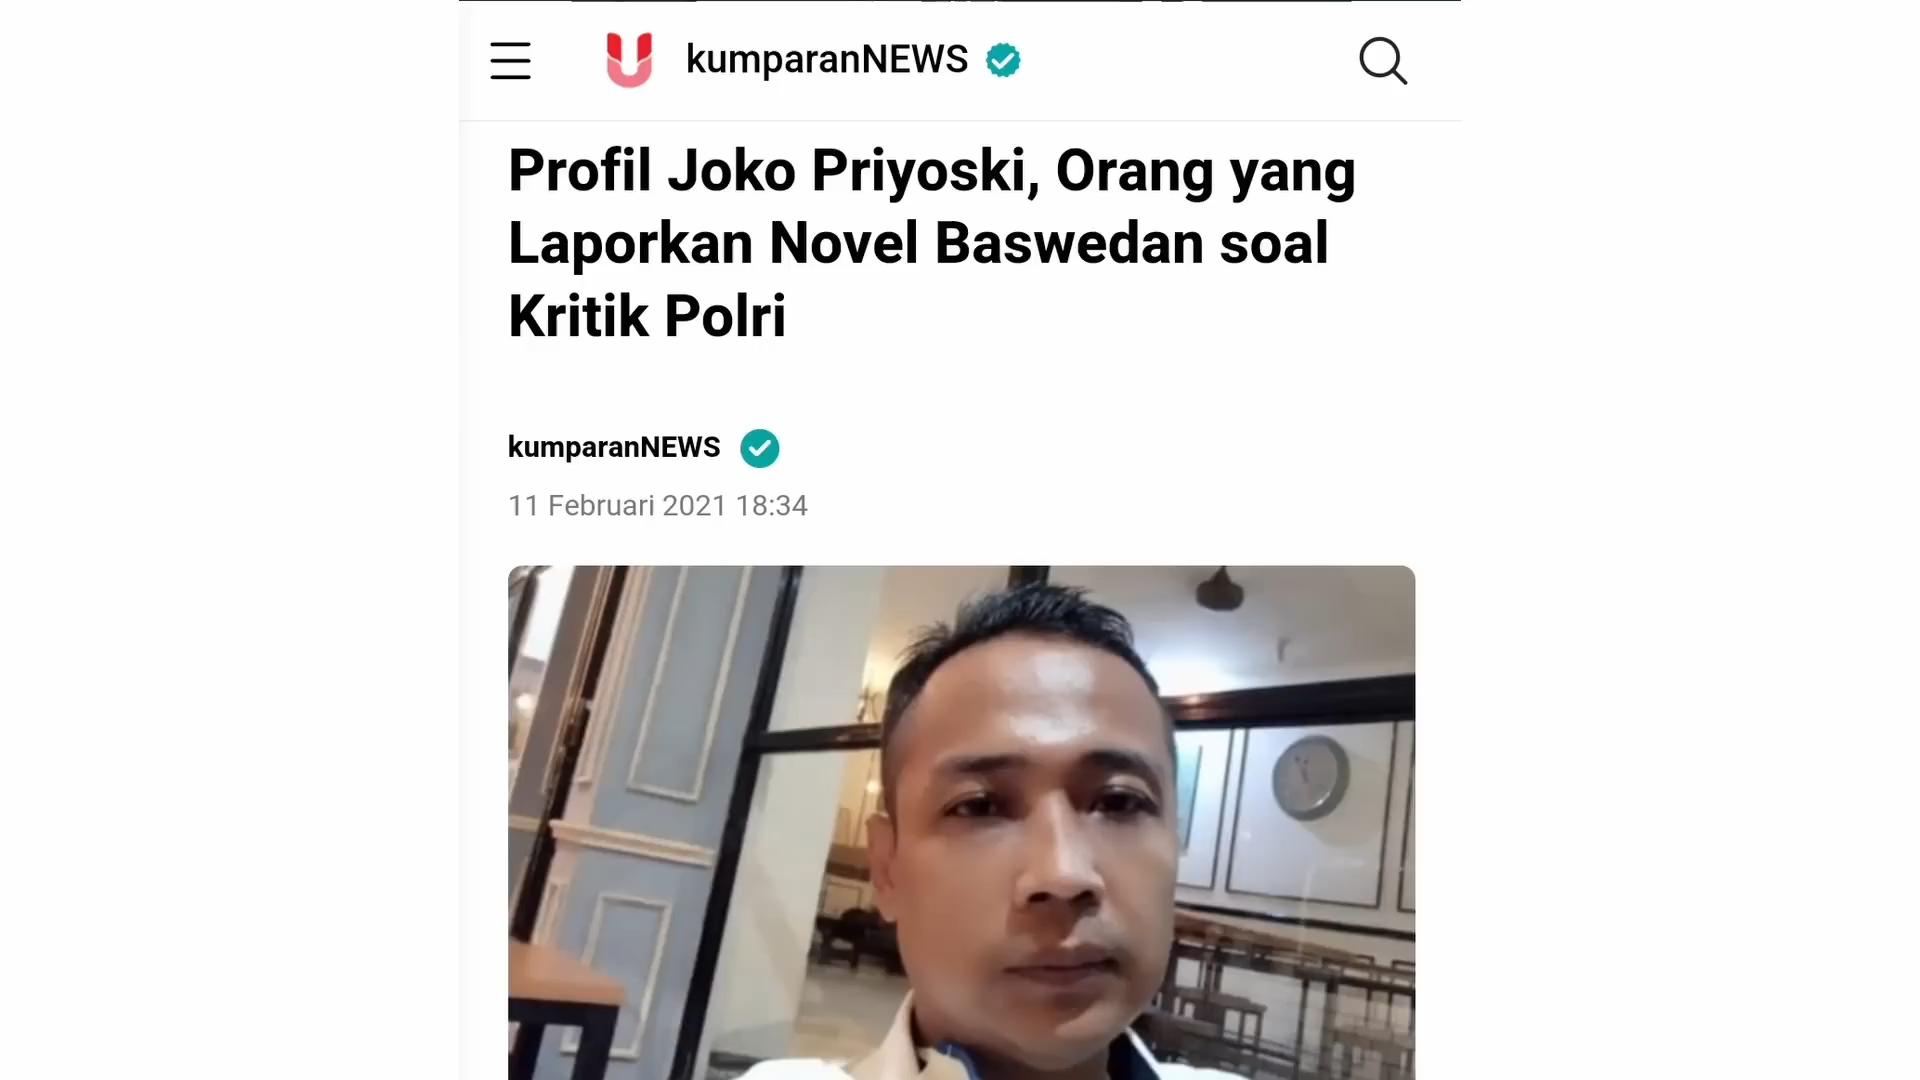 kumparanNEWS
Profil Joko Priyoski, Orang yang
Laporkan Novel Baswedan soal
Kritik Polri
kumparanNEWS
11 Februari 2021 18:34